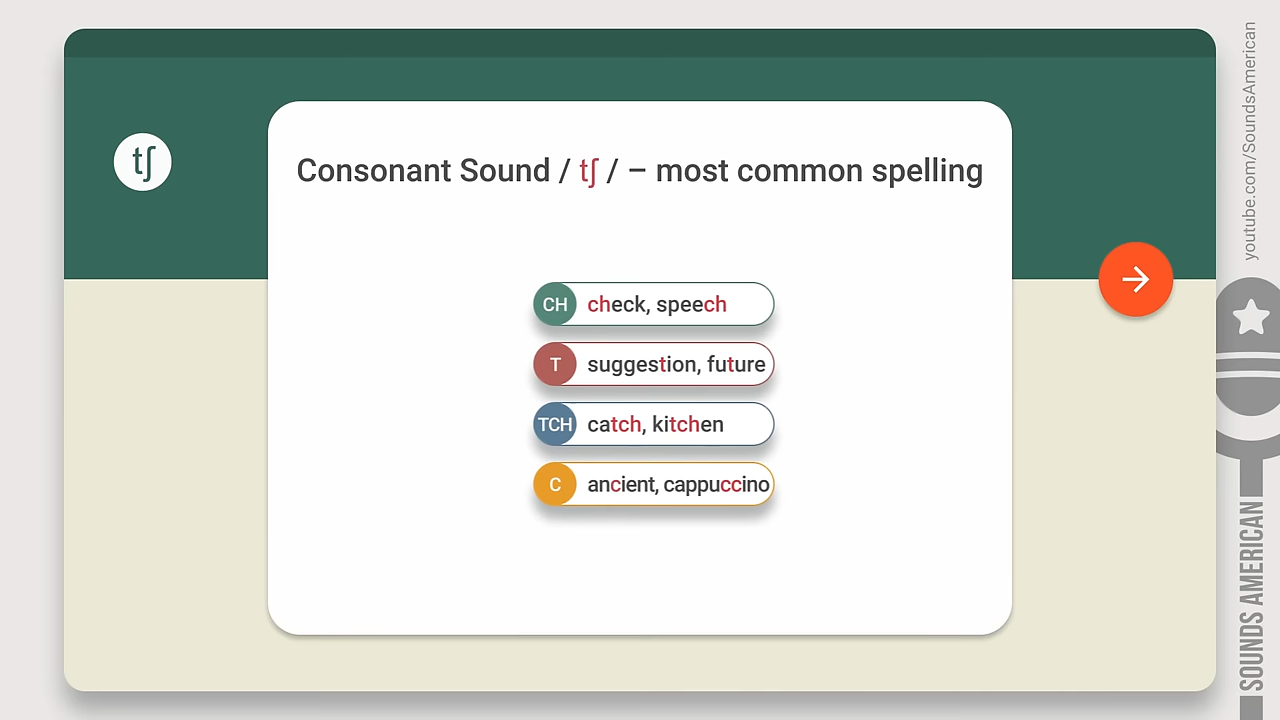 tʃ
Consonant Sound / tʃ / – most common spelling
CH check, speech
T suggestion, future
TCH catch, kitchen
C ancient, cappuccino
youtube.com/SoundsAmerican
SOUNDS AMERICAN